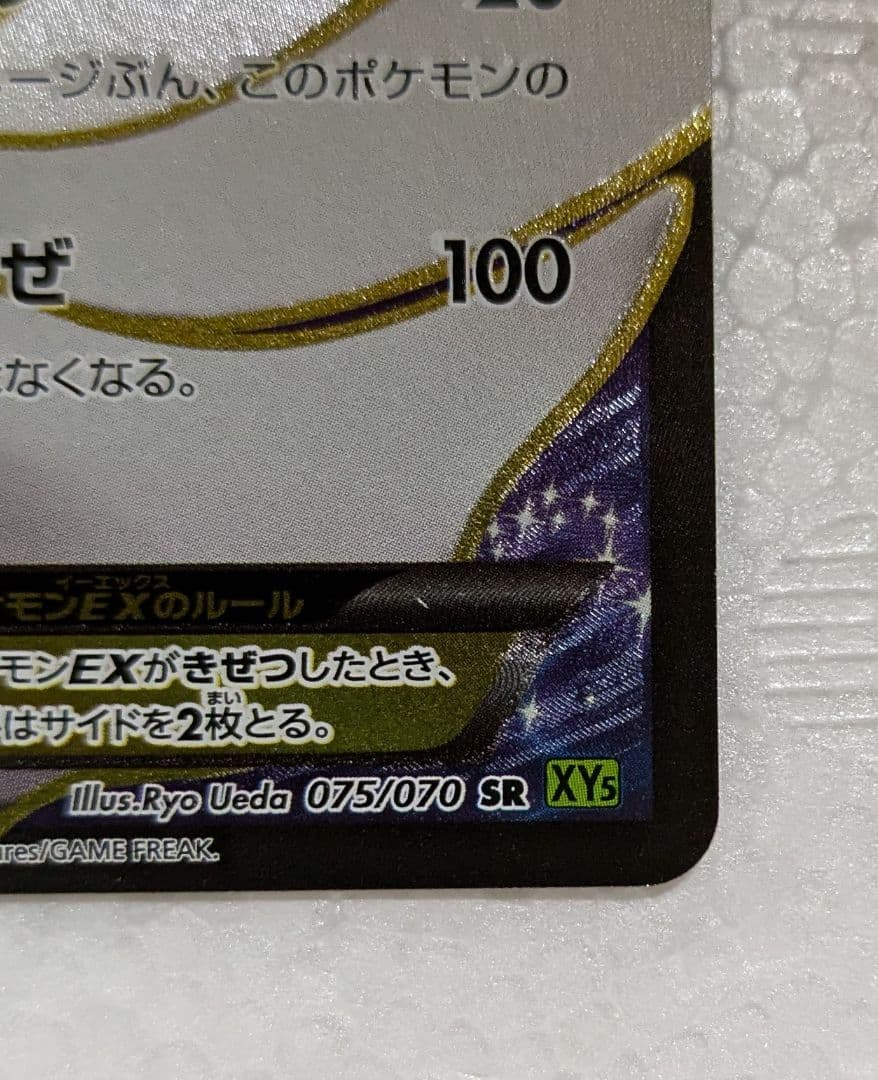 20
ージぶん、このポケモンの
ぜ 100
なくなる。
イーエックス
モンEXのルール
モンEXがきぜつしたとき、
まい
はサイドを2枚とる。
Illus.Ryo Ueda 075/070 SR XY5
ures/GAME FREAK.